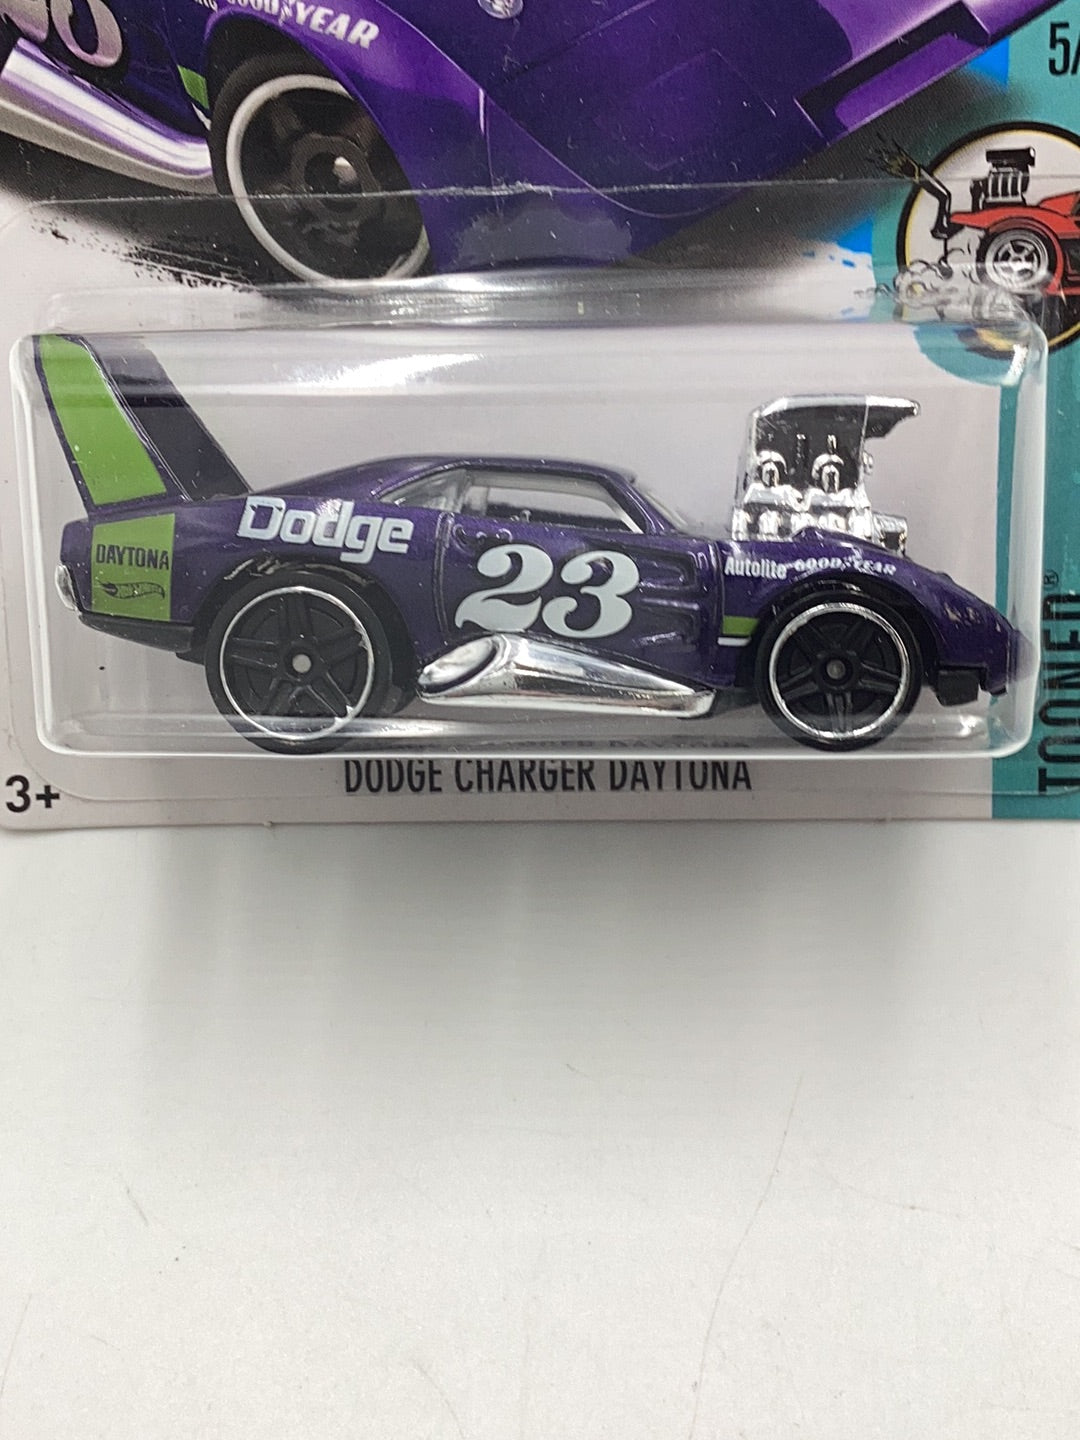 GOODYEAR
5/
Dodge
23
DAYTONA
Autolite GOODYEAR
3+
DODGE CHARGER DAYTONA
TOONED®